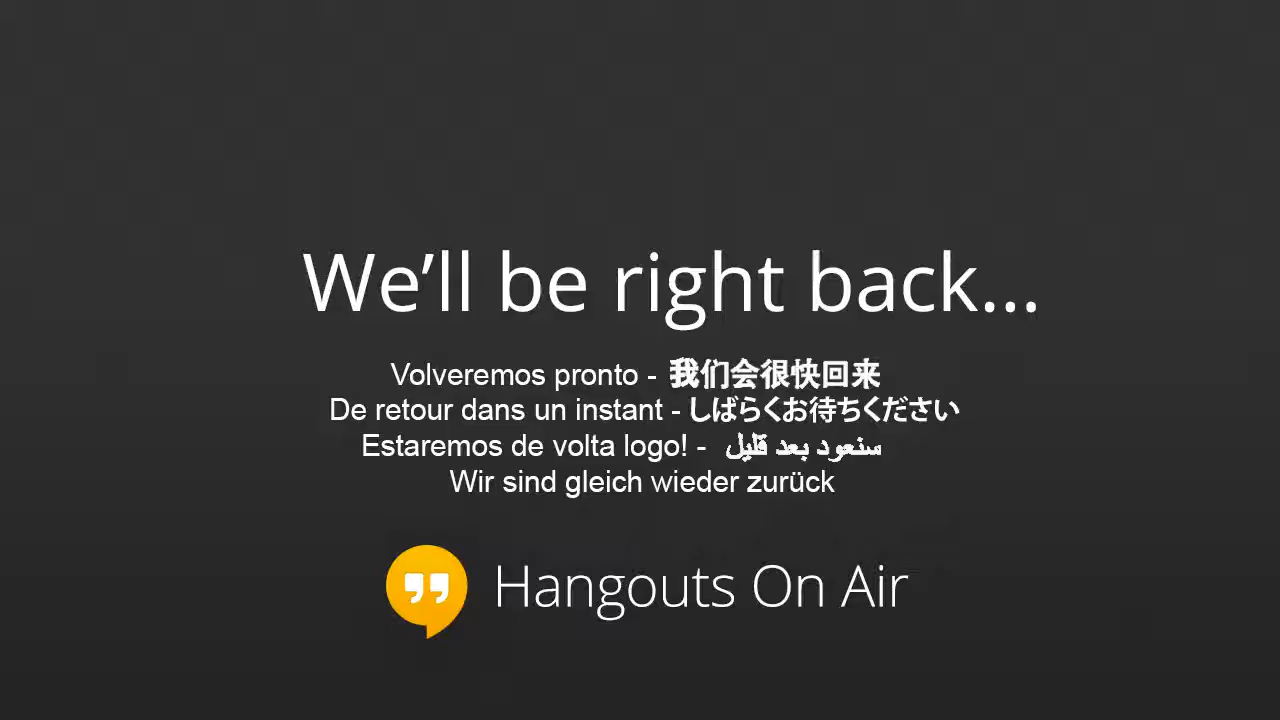 We’ll be right back...
Volveremos pronto - 我们会很快回来
De retour dans un instant - しばらくお待ちください
Estaremos de volta logo! - سنعود بعد قليل
Wir sind gleich wieder zurück
Hangouts On Air